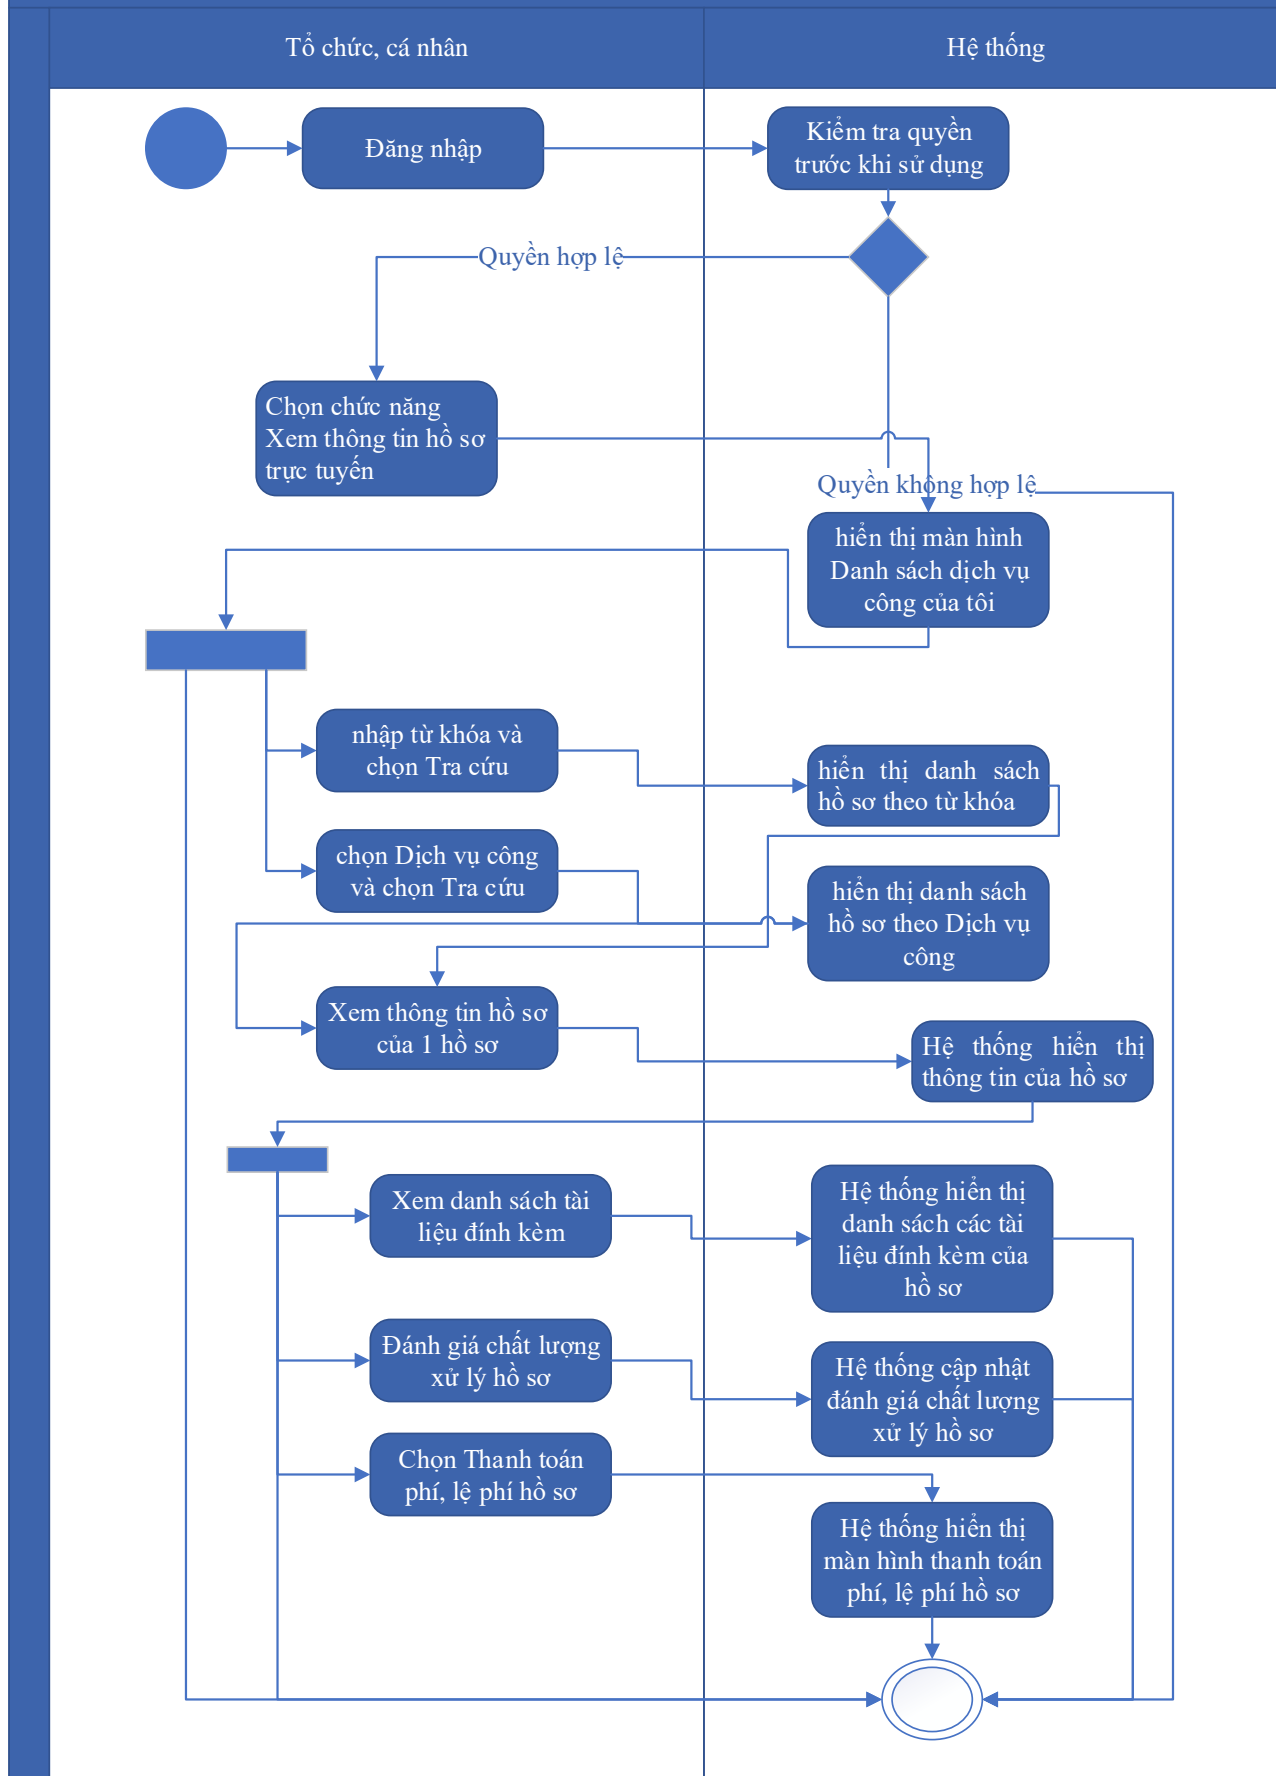 Tổ chức, cá nhân
Hệ thống
Đăng nhập
Kiểm tra quyền
trước khi sử dụng
Quyền hợp lệ
Chọn chức năng
Xem thông tin hồ sơ
trực tuyến
Quyền không hợp lệ
hiển thị màn hình
Danh sách dịch vụ
công của tôi
nhập từ khóa và
chọn Tra cứu
hiển thị danh sách
hồ sơ theo từ khóa
chọn Dịch vụ công
và chọn Tra cứu
hiển thị danh sách
hồ sơ theo Dịch vụ
công
Xem thông tin hồ sơ
của 1 hồ sơ
Hệ thống hiển thị
thông tin của hồ sơ
Xem danh sách tài
liệu đính kèm
Hệ thống hiển thị
danh sách các tài
liệu đính kèm của
hồ sơ
Đánh giá chất lượng
xử lý hồ sơ
Hệ thống cập nhật
đánh giá chất lượng
xử lý hồ sơ
Chọn Thanh toán
phí, lệ phí hồ sơ
Hệ thống hiển thị
màn hình thanh toán
phí, lệ phí hồ sơ